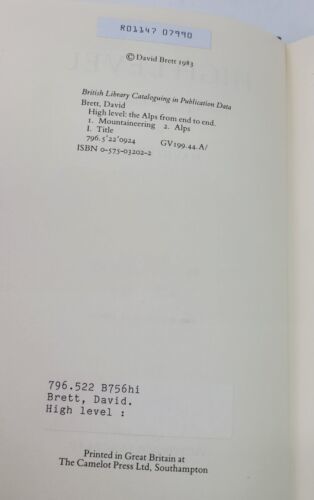 R01147 07990
© David Brett 1983
British Library Cataloguing in Publication Data
Brett, David
High level: the Alps from end to end.
1. Mountaineering 2. Alps
I. Title
796.5'22'0924 GV199.44.A/
ISBN 0-575-03202-2
796.522 B756hi
Brett, David.
High level :
Printed in Great Britain at
The Camelot Press Ltd, Southampton